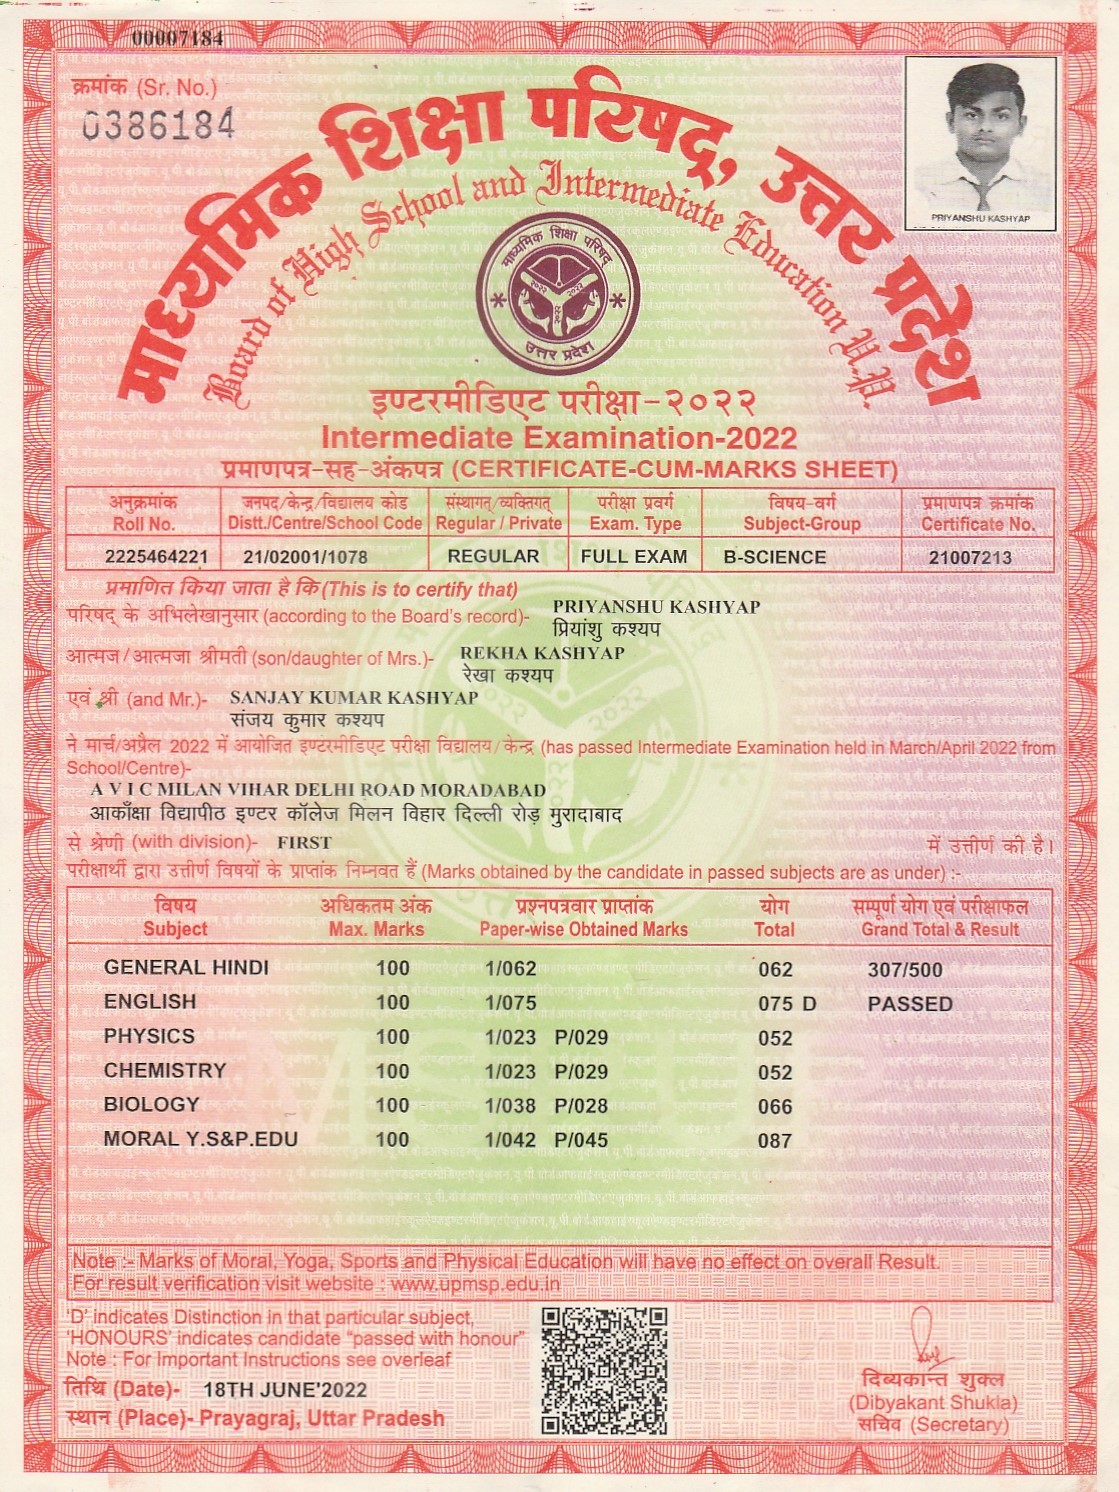 00007184
क्रमांक (Sr. No.)
0386184
माध्यमिक शिक्षा परिषद्, उत्तर प्रदेश
Board of High School and Intermediate Education U.P.
PRIYANSHU KASHYAP
माध्यमिक शिक्षा परिषद्
२०२२ २०२२
२०२२
उत्तर प्रदेश
इण्टरमीडिएट परीक्षा-२०२२
Intermediate Examination-2022
प्रमाणपत्र-सह-अंकपत्र (CERTIFICATE-CUM-MARKS SHEET)
अनुक्रमांक जनपद/केन्द्र/विद्यालय कोड संस्थागत्/व्यक्तिगत् परीक्षा प्रवर्ग विषय-वर्ग प्रमाणपत्र क्रमांक
Roll No. Distt./Centre/School Code Regular / Private Exam. Type Subject-Group Certificate No.
2225464221 21/02001/1078 REGULAR FULL EXAM B-SCIENCE 21007213
प्रमाणित किया जाता है कि (This is to certify that)
परिषद् के अभिलेखानुसार (according to the Board's record)- PRIYANSHU KASHYAP
प्रियांशु कश्यप
आत्मज/आत्मजा श्रीमती (son/daughter of Mrs.)- REKHA KASHYAP
रेखा कश्यप
एवं श्री (and Mr.)- SANJAY KUMAR KASHYAP
संजय कुमार कश्यप
ने मार्च/अप्रैल 2022 में आयोजित इण्टरमीडिएट परीक्षा विद्यालय/केन्द्र (has passed Intermediate Examination held in March/April 2022 from
School/Centre)-
A V I C MILAN VIHAR DELHI ROAD MORADABAD
आकाँक्षा विद्यापीठ इण्टर कॉलेज मिलन विहार दिल्ली रोड़ मुरादाबाद
से श्रेणी (with division)- FIRST में उत्तीर्ण की है।
परीक्षार्थी द्वारा उत्तीर्ण विषयों के प्राप्तांक निम्नवत हैं (Marks obtained by the candidate in passed subjects are as under) :-
विषय अधिकतम अंक प्रश्नपत्रवार प्राप्तांक योग सम्पूर्ण योग एवं परीक्षाफल
Subject Max. Marks Paper-wise Obtained Marks Total Grand Total & Result
GENERAL HINDI 100 1/062 062 307/500
ENGLISH 100 1/075 075 D PASSED
PHYSICS 100 1/023 P/029 052
CHEMISTRY 100 1/023 P/029 052
BIOLOGY 100 1/038 P/028 066
MORAL Y.S&P.EDU 100 1/042 P/045 087
Note :- Marks of Moral, Yoga, Sports and Physical Education will have no effect on overall Result.
For result verification visit website : www.upmsp.edu.in
'D' indicates Distinction in that particular subject,
'HONOURS' indicates candidate "passed with honour"
Note : For Important Instructions see overleaf
तिथि (Date)- 18TH JUNE'2022
स्थान (Place)- Prayagraj, Uttar Pradesh
दिब्यकान्त शुक्ल
(Dibyakant Shukla)
सचिव (Secretary)